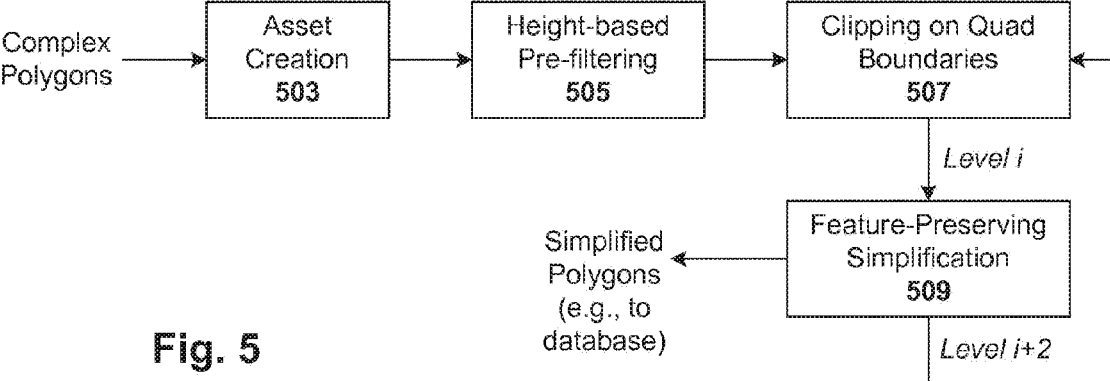 Complex
Polygons
Asset
Creation
503
Height-based
Pre-filtering
505
Clipping on Quad
Boundaries
507
Level i
Feature-Preserving
Simplification
509
Simplified
Polygons
(e.g., to
database)
Level i+2
Fig. 5